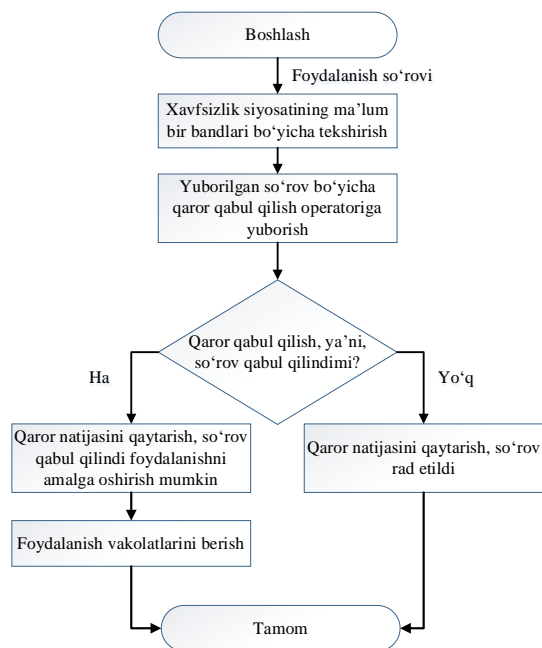 Boshlash
Foydalanish so‘rovi
Xavfsizlik siyosatining ma’lum
bir bandlari bo‘yicha tekshirish
Yuborilgan so‘rov bo‘yicha
qaror qabul qilish operatoriga
yuborish
Qaror qabul qilish, ya’ni,
so‘rov qabul qilindimi?
Ha
Yo‘q
Qaror natijasini qaytarish, so‘rov
qabul qilindi foydalanishni
amalga oshirish mumkin
Qaror natijasini qaytarish, so‘rov
rad etildi
Foydalanish vakolatlarini berish
Tamom